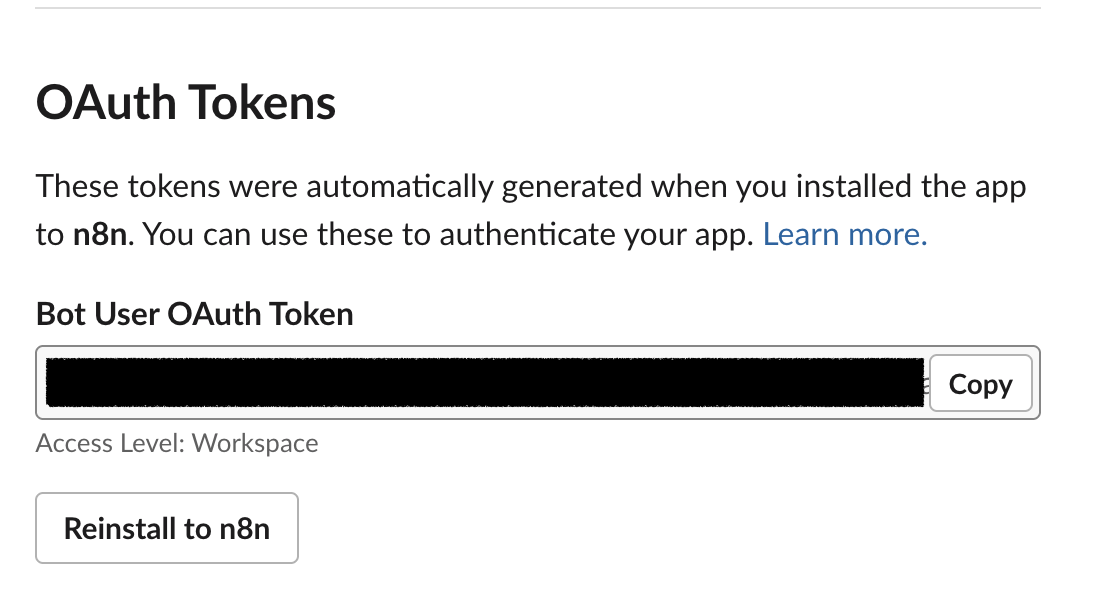 OAuth Tokens
These tokens were automatically generated when you installed the app
to n8n. You can use these to authenticate your app. Learn more.
Bot User OAuth Token
Copy
Access Level: Workspace
Reinstall to n8n